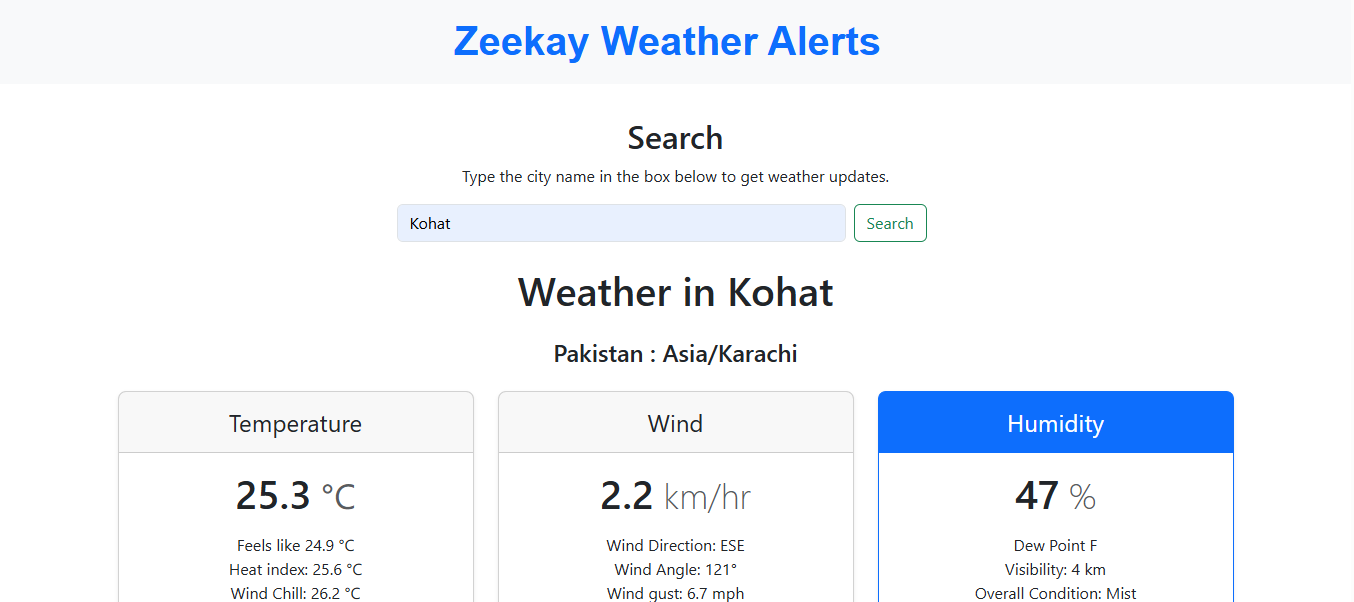 Zeekay Weather Alerts
Search
Type the city name in the box below to get weather updates.
Kohat
Search
Weather in Kohat
Pakistan : Asia/Karachi
Temperature
25.3 °C
Feels like 24.9 °C
Heat index: 25.6 °C
Wind Chill: 26.2 °C
Wind
2.2 km/hr
Wind Direction: ESE
Wind Angle: 121°
Wind gust: 6.7 mph
Humidity
47 %
Dew Point F
Visibility: 4 km
Overall Condition: Mist